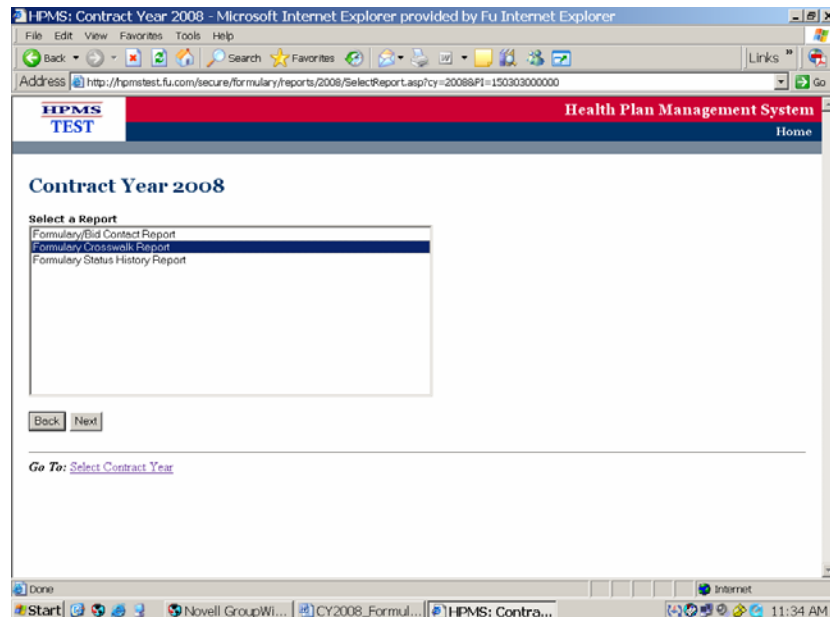 HPMS: Contract Year 2008 - Microsoft Internet Explorer provided by Fu Internet Explorer
File Edit View Favorites Tools Help
Back Search Favorites Links »
Address http://hpmstest.fu.com/secure/formulary/reports/2008/SelectReport.asp?cy=2008&PI=150303000000 Go
HPMS Health Plan Management System
TEST Home
Contract Year 2008
Select a Report
Formulary/Bid Contact Report
Formulary Crosswalk Report
Formulary Status History Report
Back Next
Go To: Select Contract Year
Done Internet
Start Novell GroupWi... CY2008_Formul... HPMS: Contra... 11:34 AM